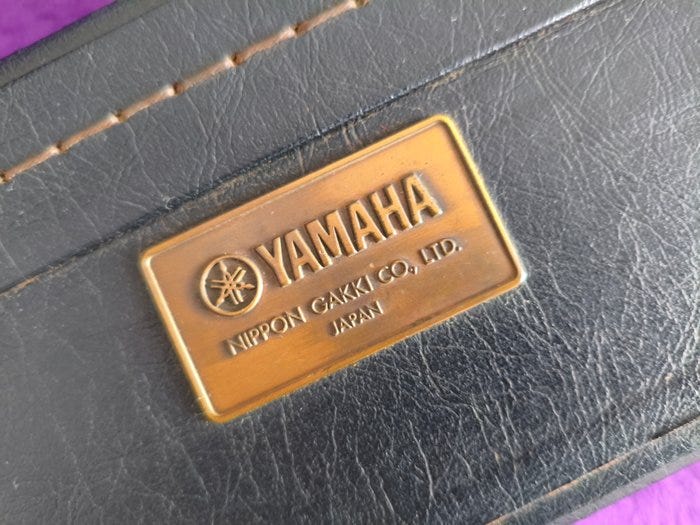 YAMAHA
NIPPON GAKKI CO., LTD.
JAPAN